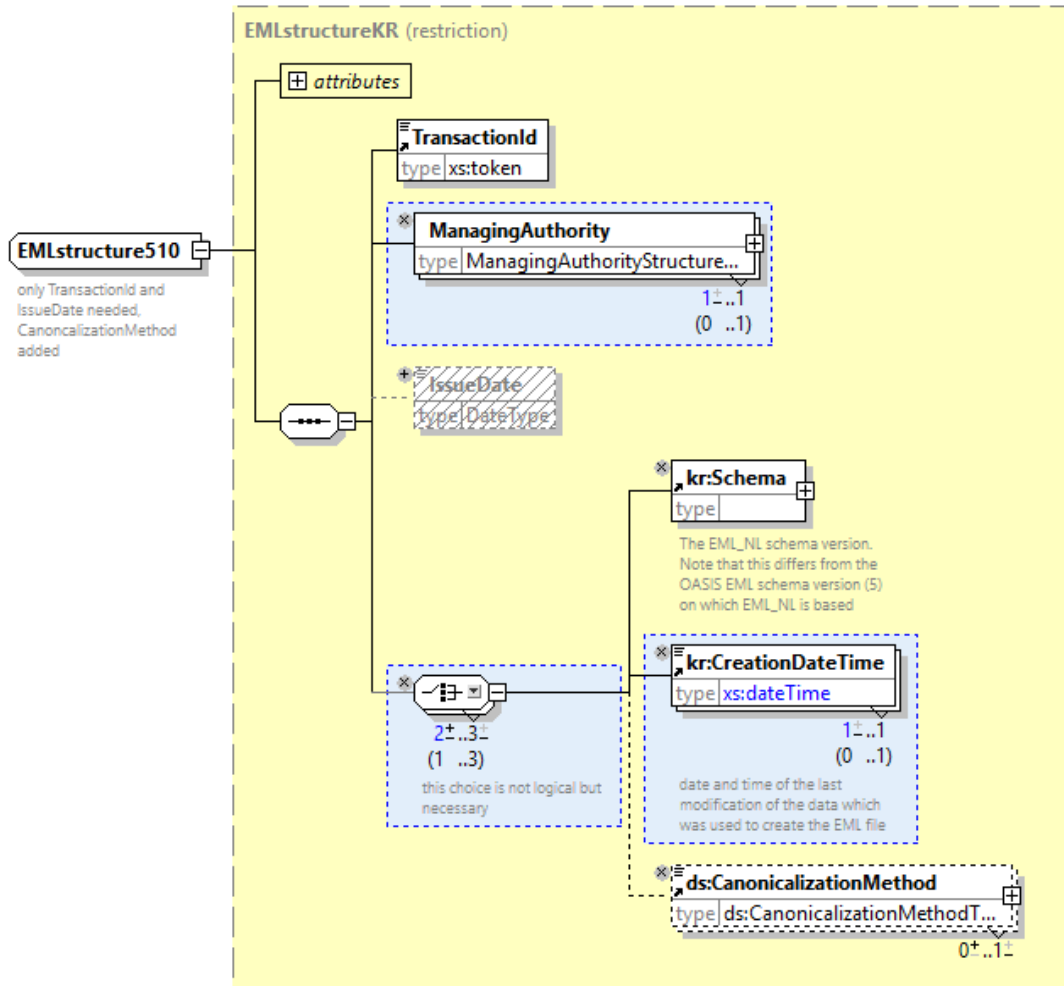 EMLstructureKR (restriction)
attributes
TransactionId
type xs:token
ManagingAuthority
type ManagingAuthorityStructure...
1±..1
(0 ..1)
EMLstructure510
only TransactionId and
IssueDate needed,
CanoncalizationMethod
added
IssueDate
type DateType
kr:Schema
type
The EML_NL schema version.
Note that this differs from the
OASIS EML schema version (5)
on which EML_NL is based
kr:CreationDateTime
type xs:dateTime
1±..1
(0 ..1)
date and time of the last
modification of the data which
was used to create the EML file
2±..3±
(1 ..3)
this choice is not logical but
necessary
ds:CanonicalizationMethod
type ds:CanonicalizationMethodT...
0±..1±